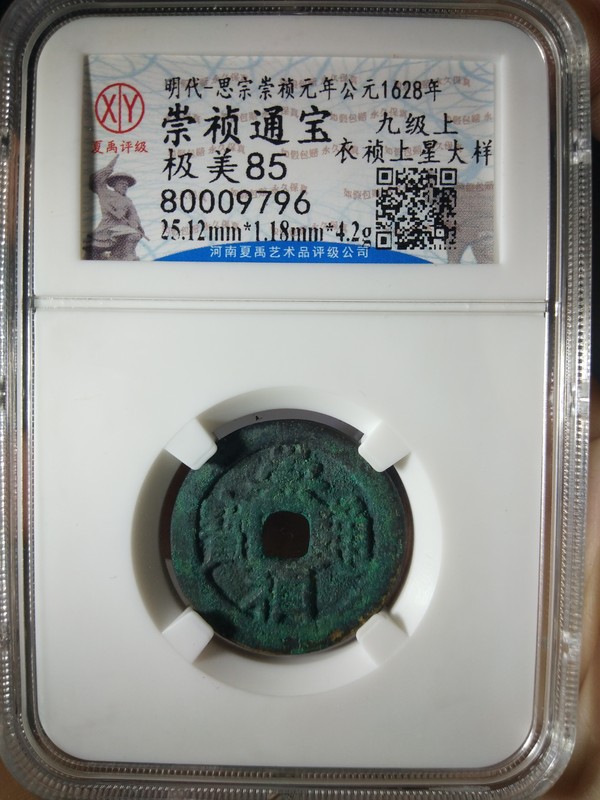 明代-思宗崇祯元年公元1628年
XY
夏禹评级
崇祯通宝
九级上
极美85
衣祯上星大样
80009796
25.12mm*1.18mm*4.2g
河南夏禹艺术品评级公司